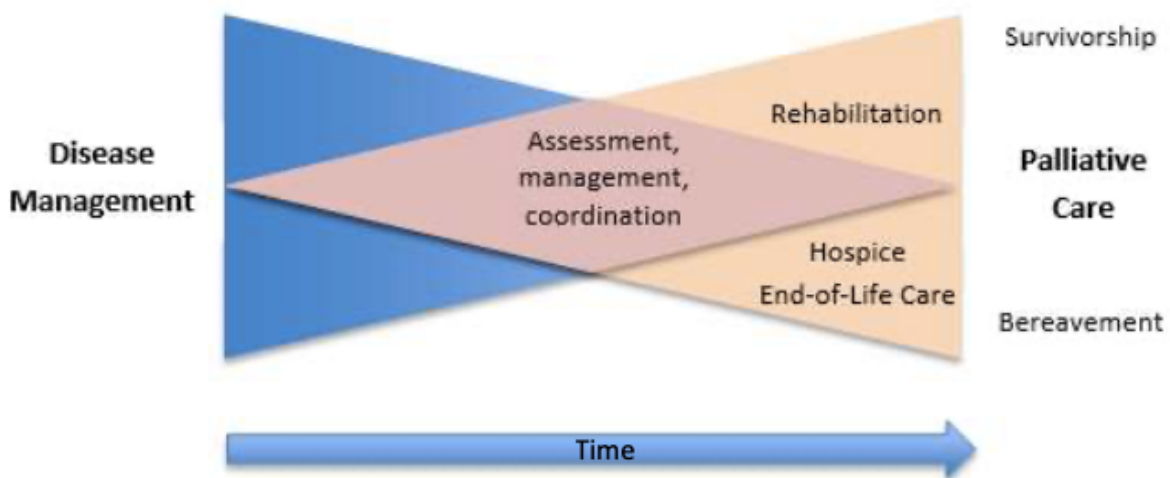 Survivorship
Rehabilitation
Disease
Management
Assessment,
management,
coordination
Palliative
Care
Hospice
End-of-Life Care
Bereavement
Time